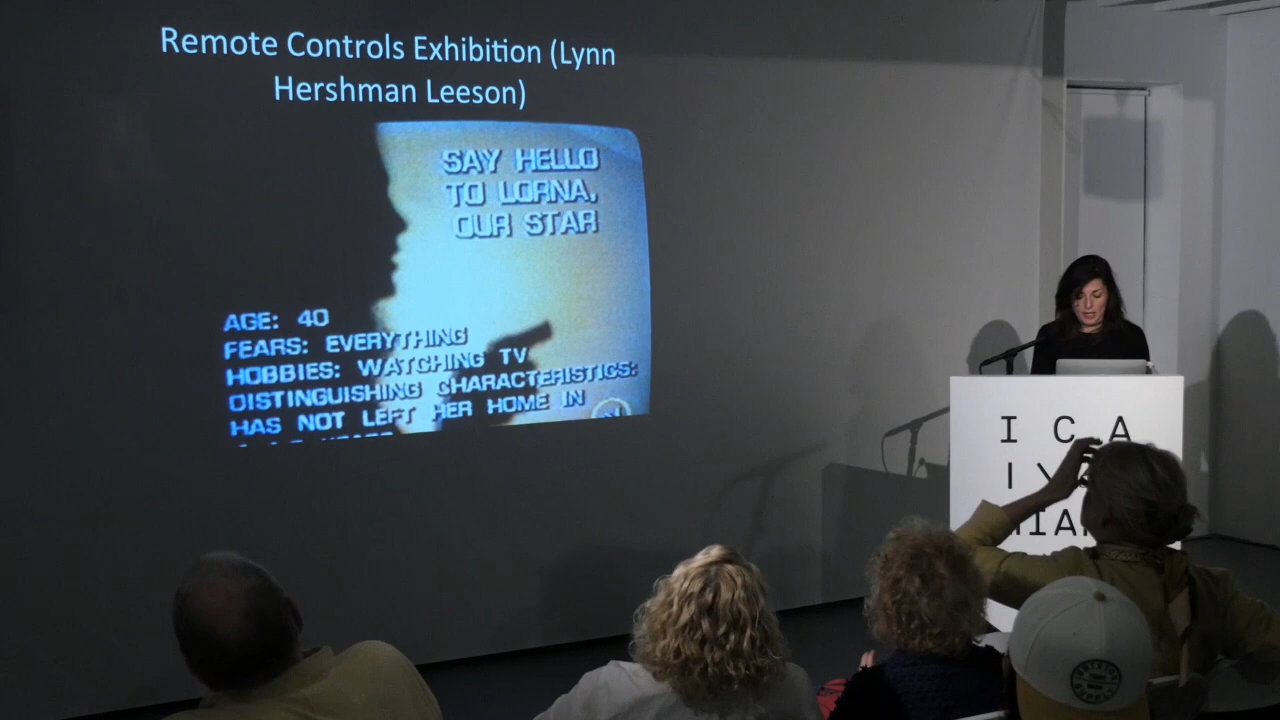 Remote Controls Exhibition (Lynn
Hershman Leeson)
SAY HELLO
TO LORNA,
OUR STAR
AGE: 40
FEARS: EVERYTHING
HOBBIES: WATCHING TV
DISTINGUISHING CHARACTERISTICS:
HAS NOT LEFT HER HOME IN
I C A